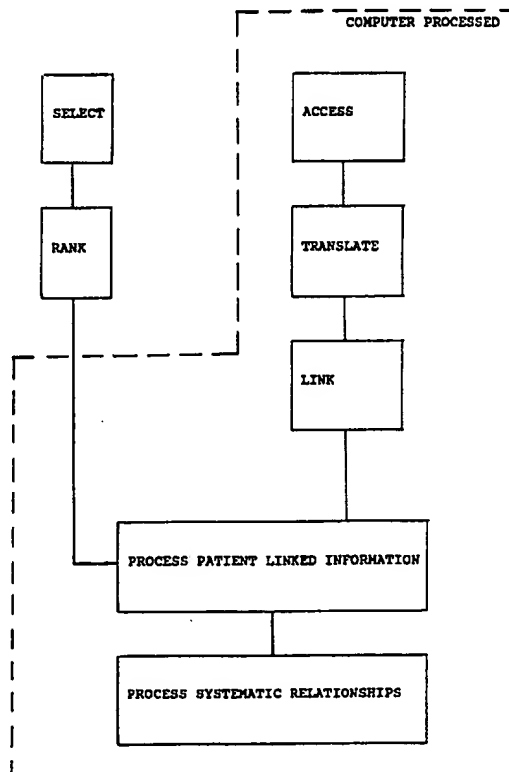 COMPUTER PROCESSED
SELECT
ACCESS
RANK
TRANSLATE
LINK
PROCESS PATIENT LINKED INFORMATION
PROCESS SYSTEMATIC RELATIONSHIPS